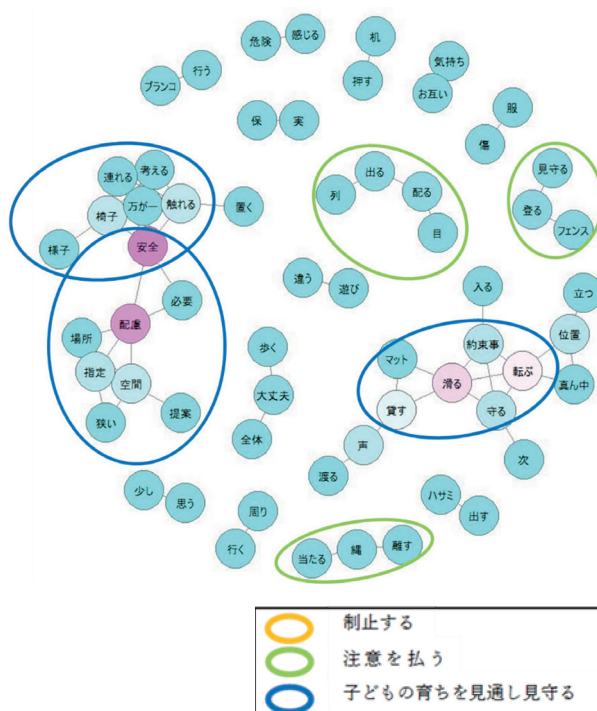 危険
感じる
机
押す
気持ち
お互い
ブランコ
行う
保
実
服
傷
連れる
考える
椅子
万が一
触れる
置く
様子
安全
列
出る
配る
目
見守る
登る
フェンス
違う
遊び
必要
配慮
場所
指定
空間
狭い
提案
歩く
大丈夫
全体
入る
立つ
位置
真ん中
約束事
マット
滑る
転ぶ
貸す
守る
声
渡る
次
少し
思う
周り
行く
ハサミ
出す
当たる
縄
離す
制止する
注意を払う
子どもの育ちを見通し見守る